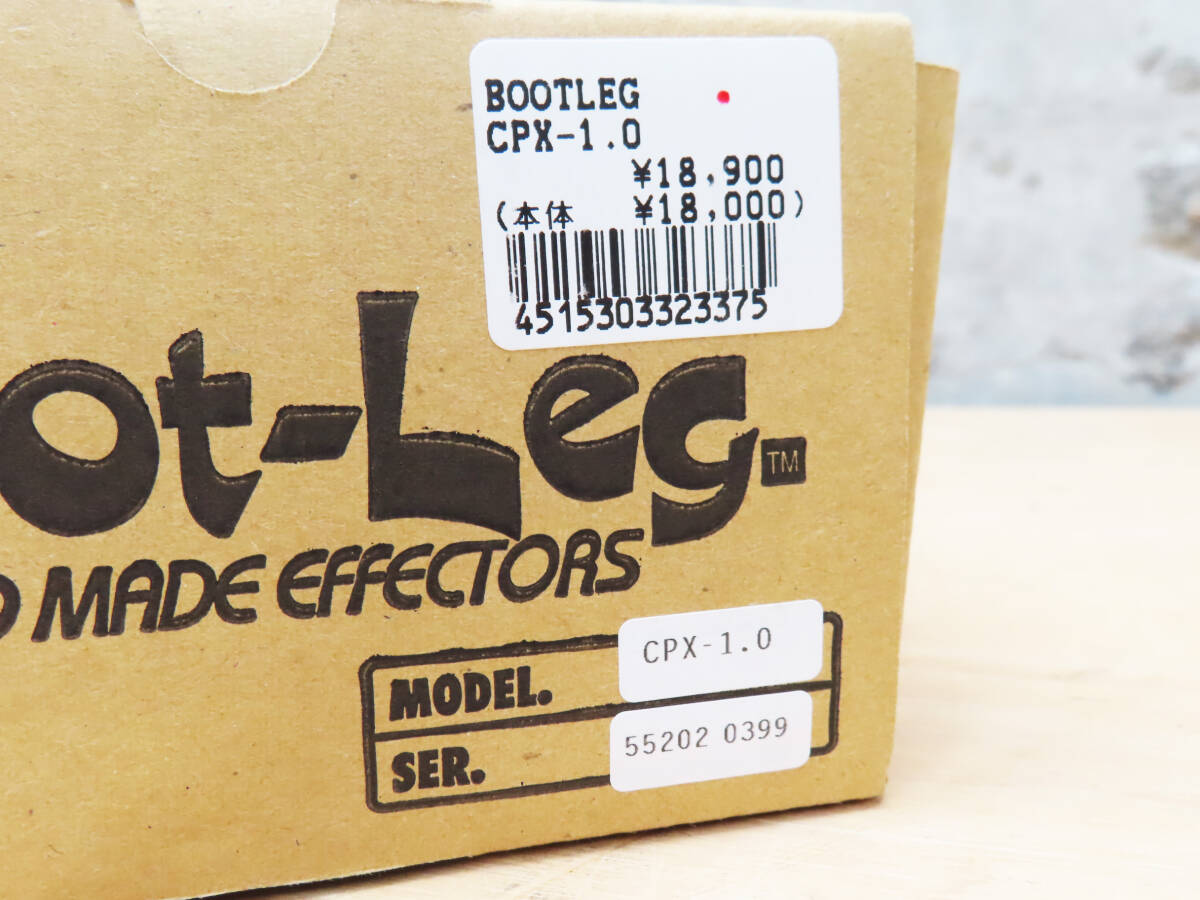 BOOTLEG
CPX-1.0
¥18,900
(本体 ¥18,000)
4515303323375
ot-Leg TM
MADE EFFECTORS
MODEL. CPX-1.0
SER. 55202 0399